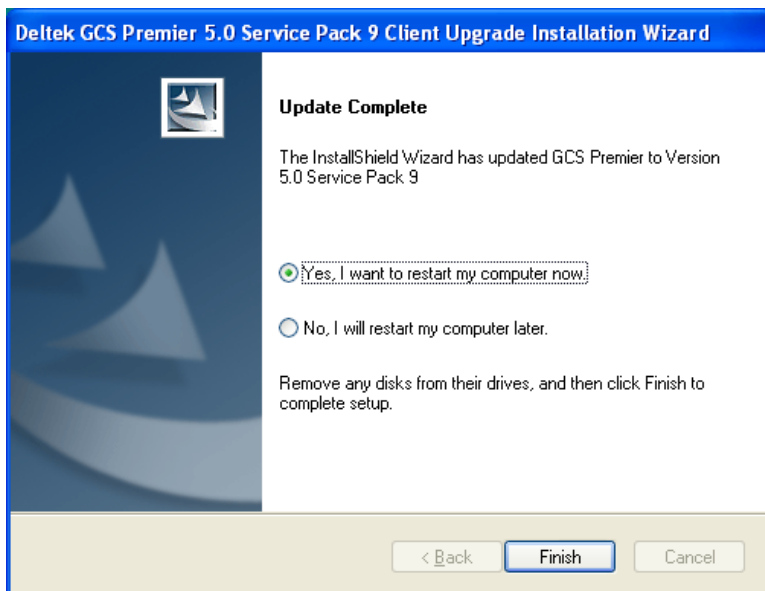 Deltek GCS Premier 5.0 Service Pack 9 Client Upgrade Installation Wizard
Update Complete
The InstallShield Wizard has updated GCS Premier to Version
5.0 Service Pack 9
Yes, I want to restart my computer now.
No, I will restart my computer later.
Remove any disks from their drives, and then click Finish to
complete setup.
< Back Finish Cancel